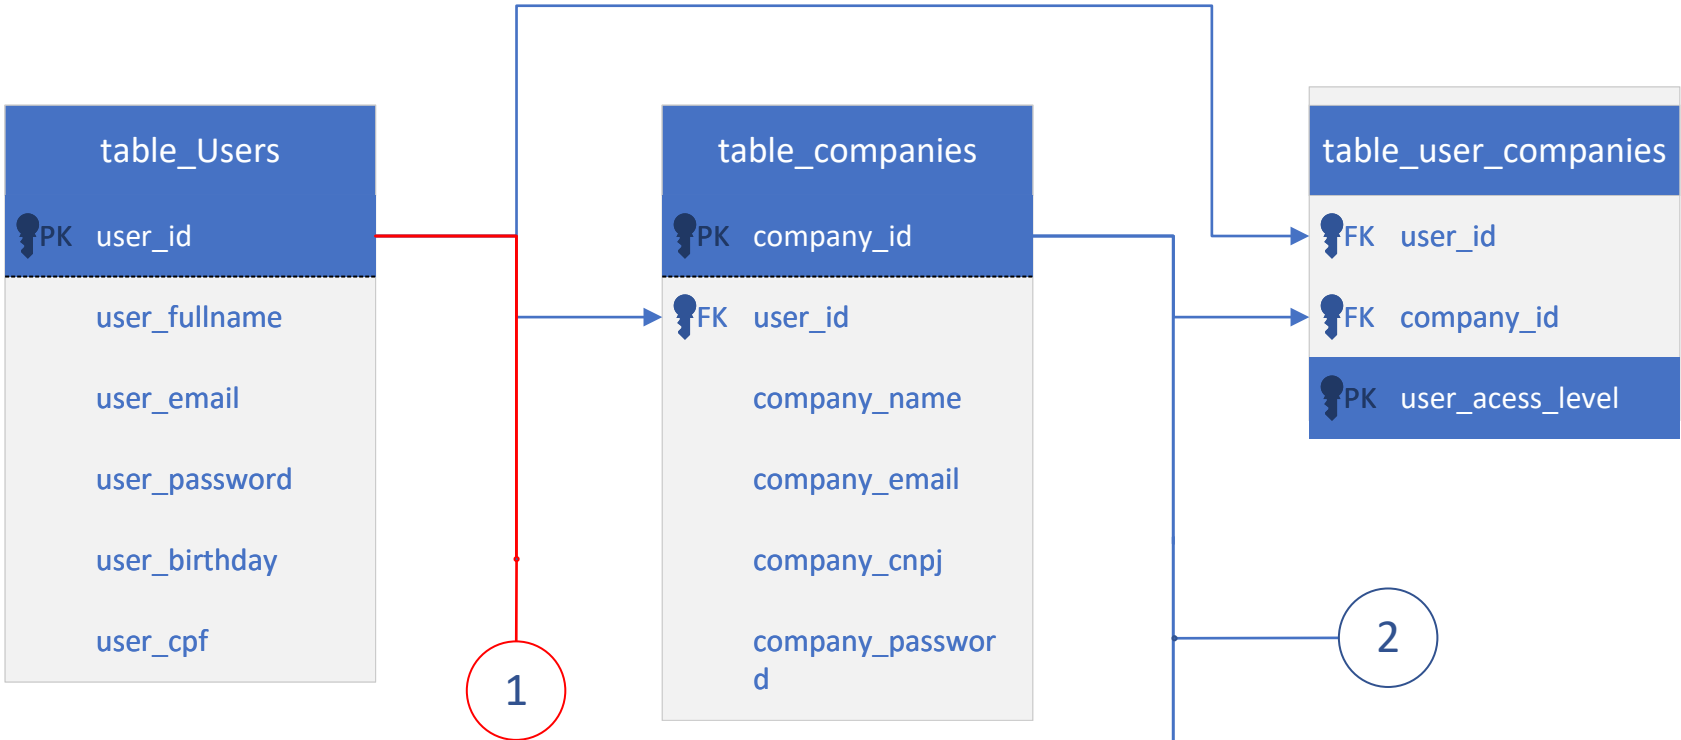 table_Users
PK user_id
user_fullname
user_email
user_password
user_birthday
user_cpf
1
table_companies
PK company_id
FK user_id
company_name
company_email
company_cnpj
company_passwor
d
table_user_companies
FK user_id
FK company_id
PK user_acess_level
2